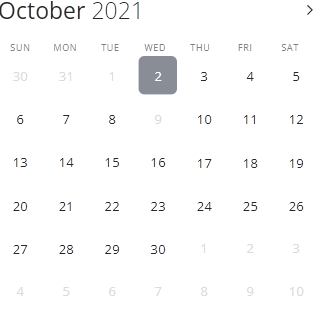 October 2021
SUN MON TUE WED THU FRI SAT
30 31 1 2 3 4 5
6 7 8 9 10 11 12
13 14 15 16 17 18 19
20 21 22 23 24 25 26
27 28 29 30 1 2 3
4 5 6 7 8 9 10